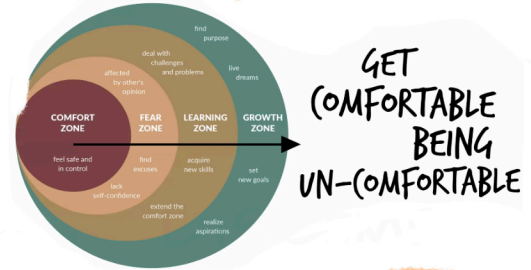 find
purpose
deal with
challenges
and problems
live
dreams
affected
by other's
opinion
COMFORT
ZONE
FEAR
ZONE
LEARNING
ZONE
GROWTH
ZONE
feel safe and
in control
find
excuses
acquire
new skills
set
new goals
lack
self-confidence
extend the
comfort zone
realize
aspirations
GET
COMFORTABLE
BEING
UN-COMFORTABLE